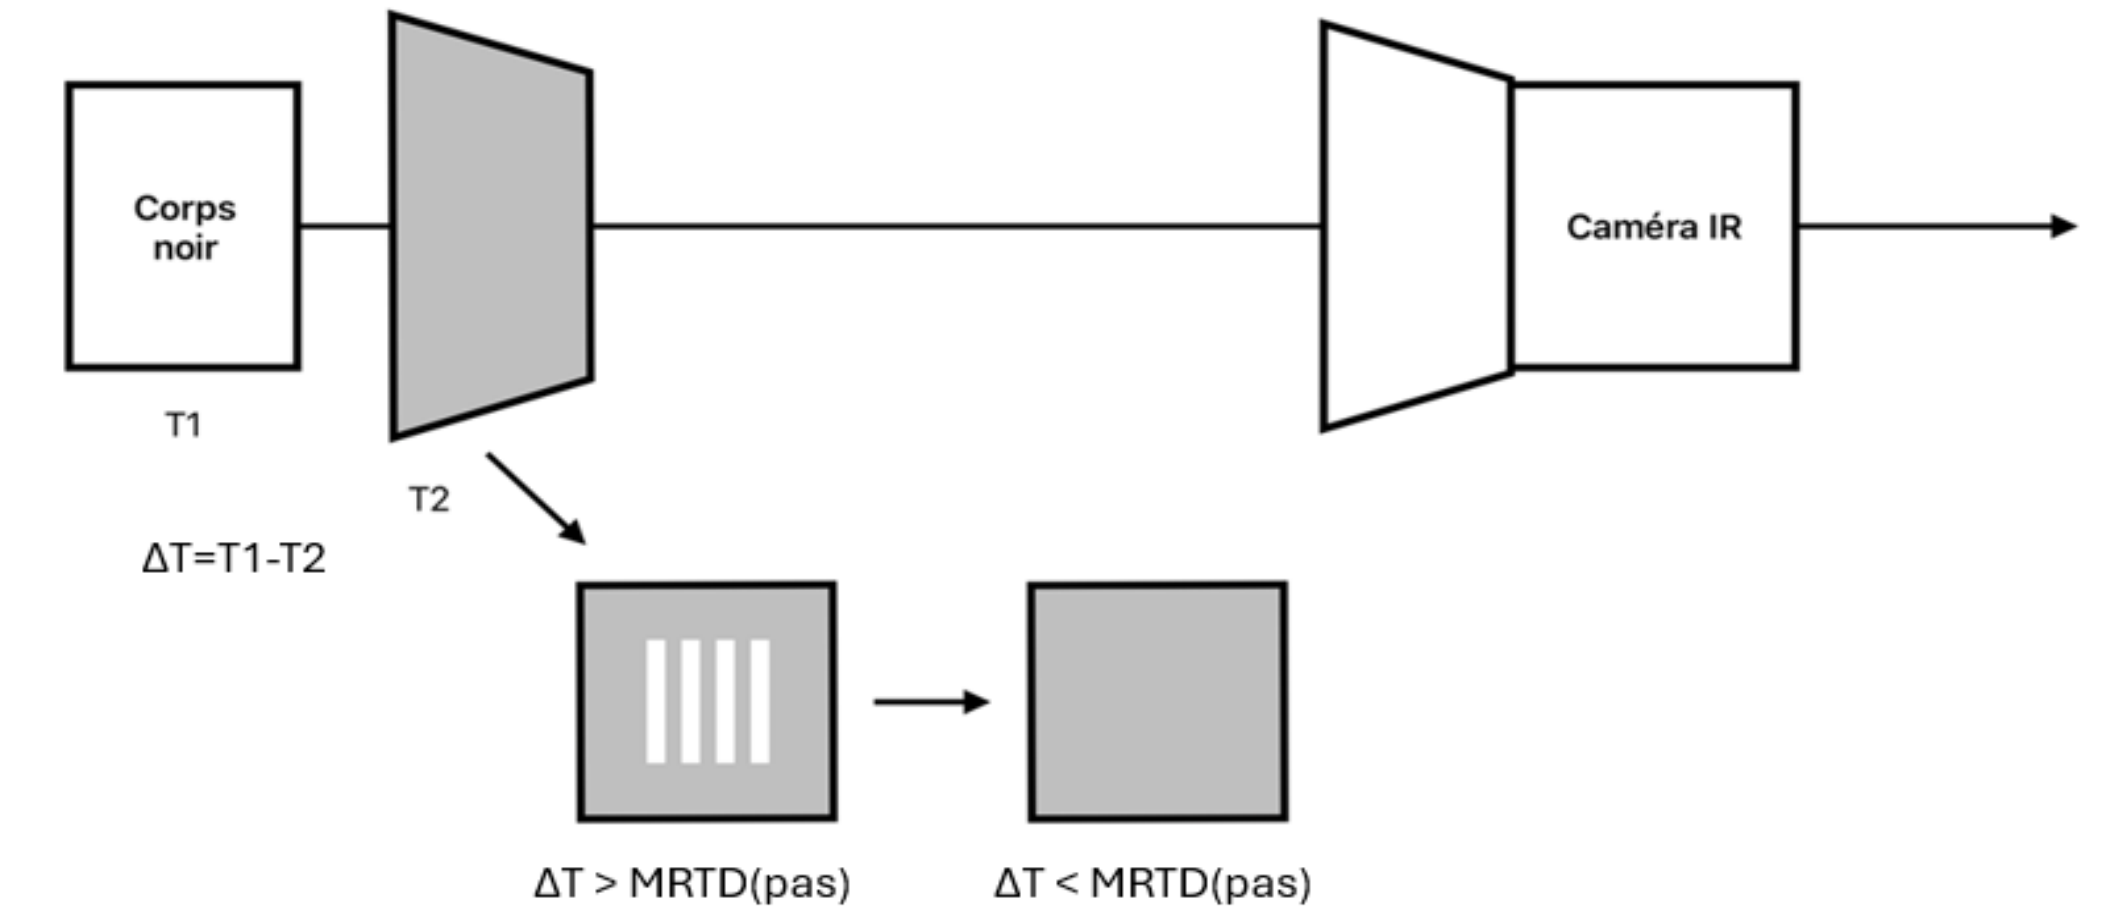 Corps
noir
Caméra IR
T1
T2
ΔT=T1-T2
ΔT > MRTD(pas)
ΔT < MRTD(pas)